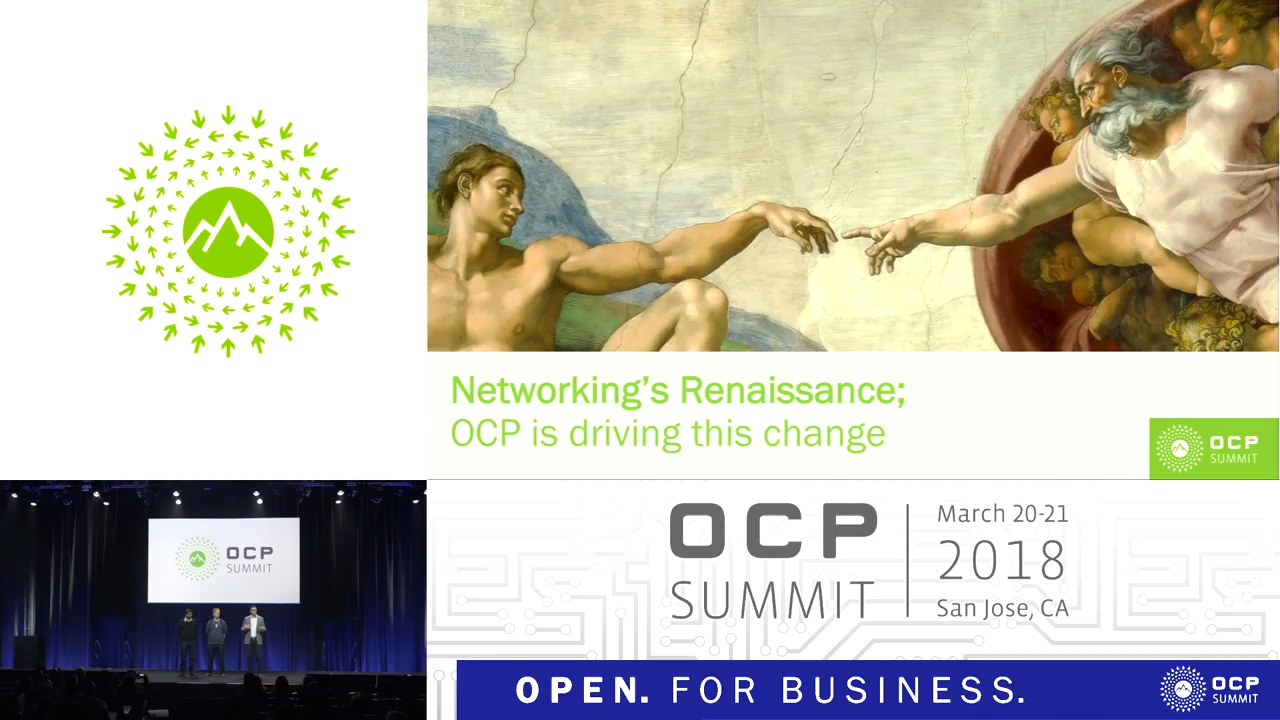 Networking's Renaissance;
OCP is driving this change
OCP
SUMMIT
OCP
SUMMIT
OCP
SUMMIT
March 20-21
2018
San Jose, CA
OPEN. FOR BUSINESS.
OCP
SUMMIT